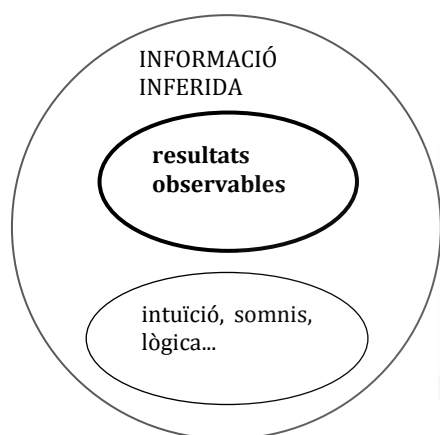 INFORMACIÓ
INFERIDA
resultats
observables
intuïció, somnis,
lògica...